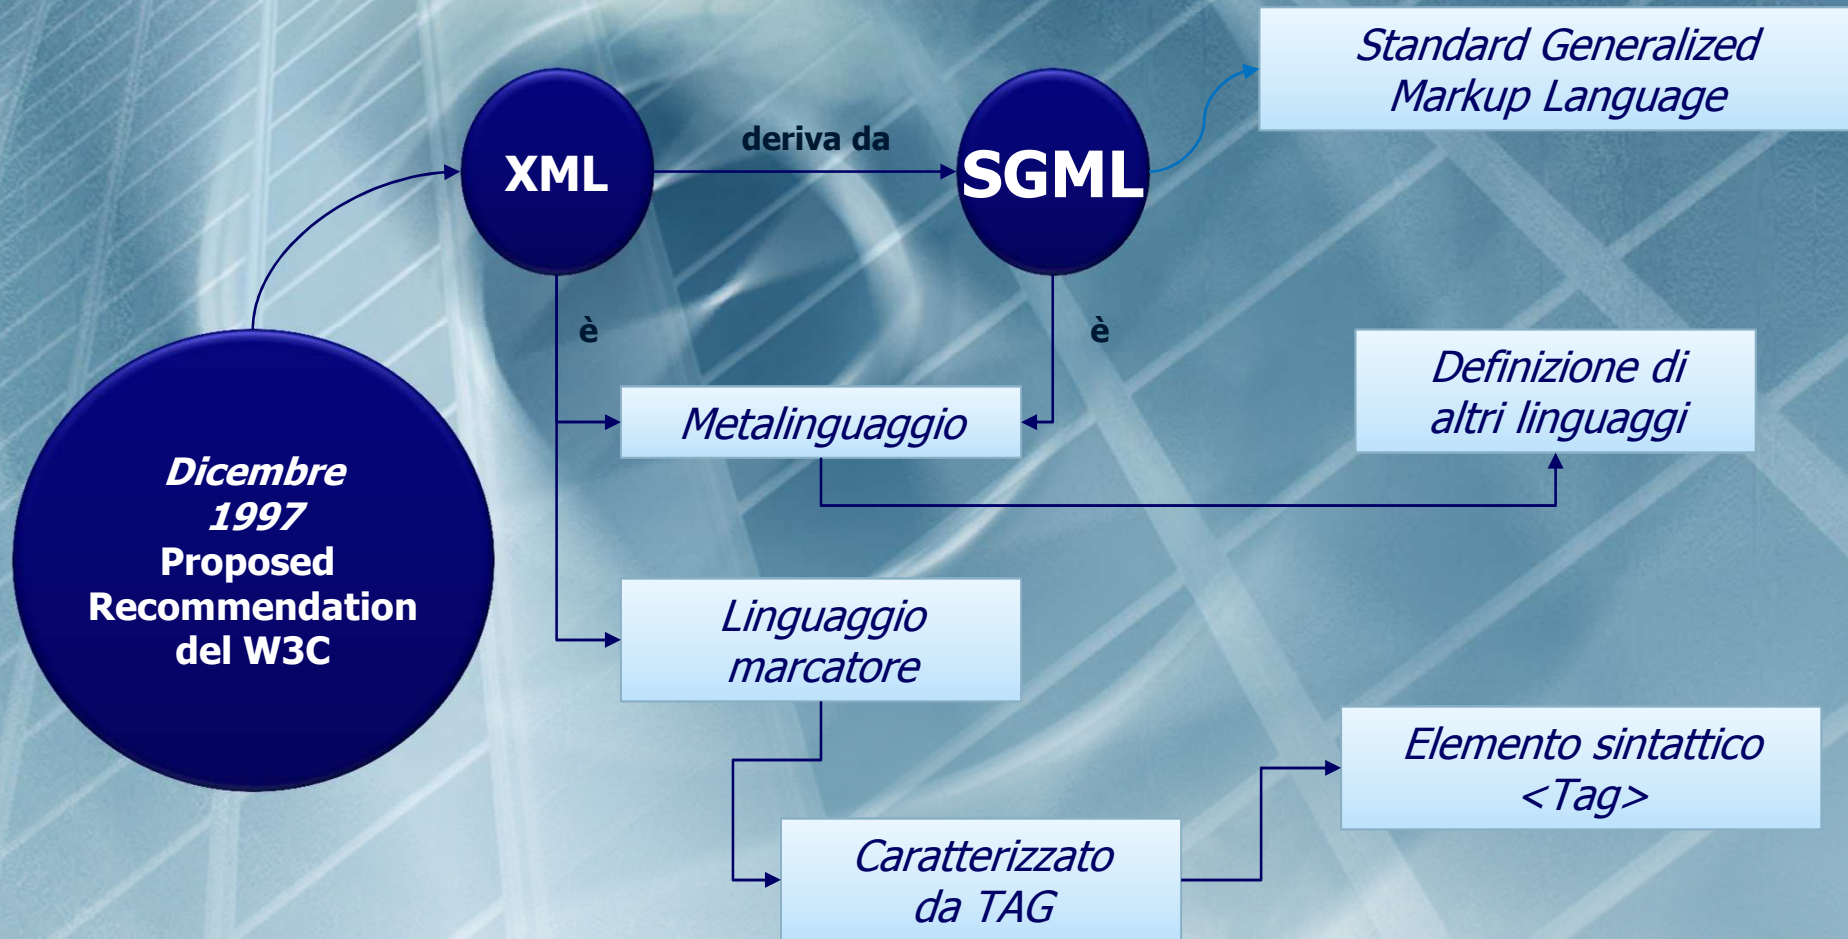 Standard Generalized
Markup Language
deriva da
XML
SGML
è
è
Definizione di
altri linguaggi
Metalinguaggio
Dicembre
1997
Proposed
Recommendation
del W3C
Linguaggio
marcatore
Elemento sintattico
<Tag>
Caratterizzato
da TAG